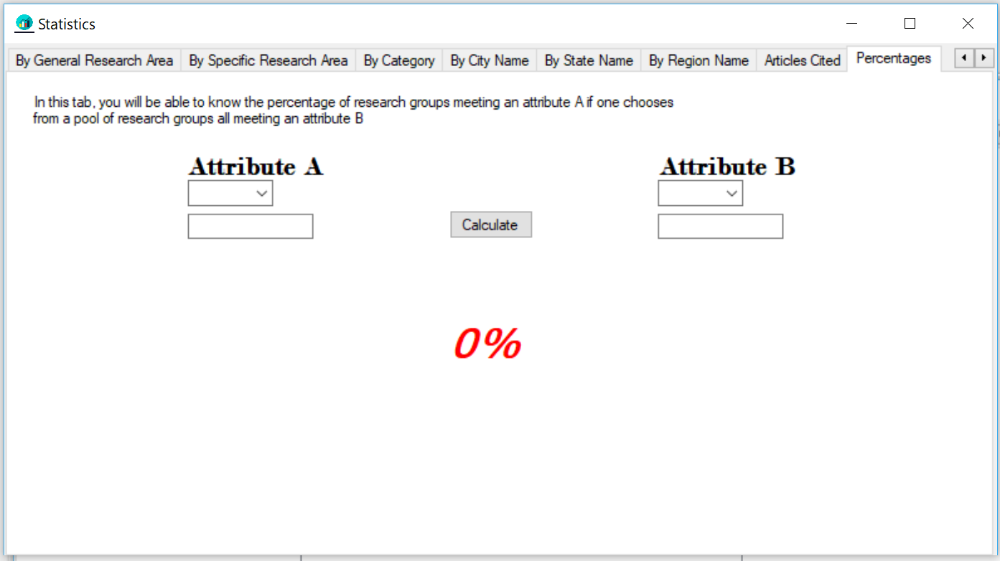 Statistics
By General Research Area By Specific Research Area By Category By City Name By State Name By Region Name Articles Cited Percentages
In this tab, you will be able to know the percentage of research groups meeting an attribute A if one chooses
from a pool of research groups all meeting an attribute B
Attribute A Attribute B
Calculate
0%